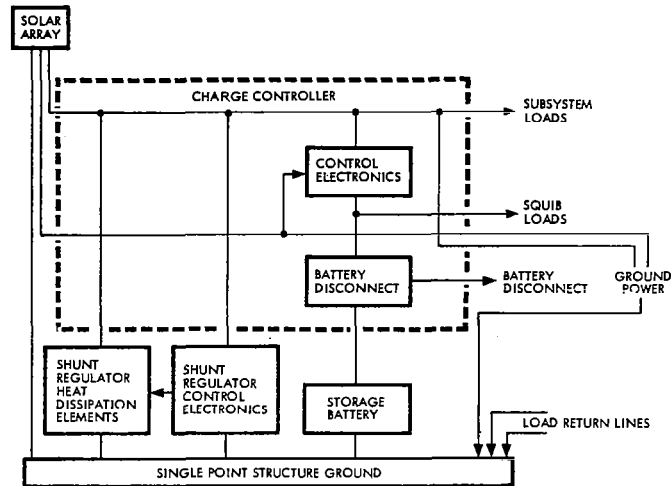 SOLAR
ARRAY
CHARGE CONTROLLER
SUBSYSTEM
LOADS
CONTROL
ELECTRONICS
SQUIB
LOADS
BATTERY
DISCONNECT
BATTERY
DISCONNECT
GROUND
POWER
SHUNT
REGULATOR
HEAT
DISSIPATION
ELEMENTS
SHUNT
REGULATOR
CONTROL
ELECTRONICS
STORAGE
BATTERY
LOAD RETURN LINES
SINGLE POINT STRUCTURE GROUND